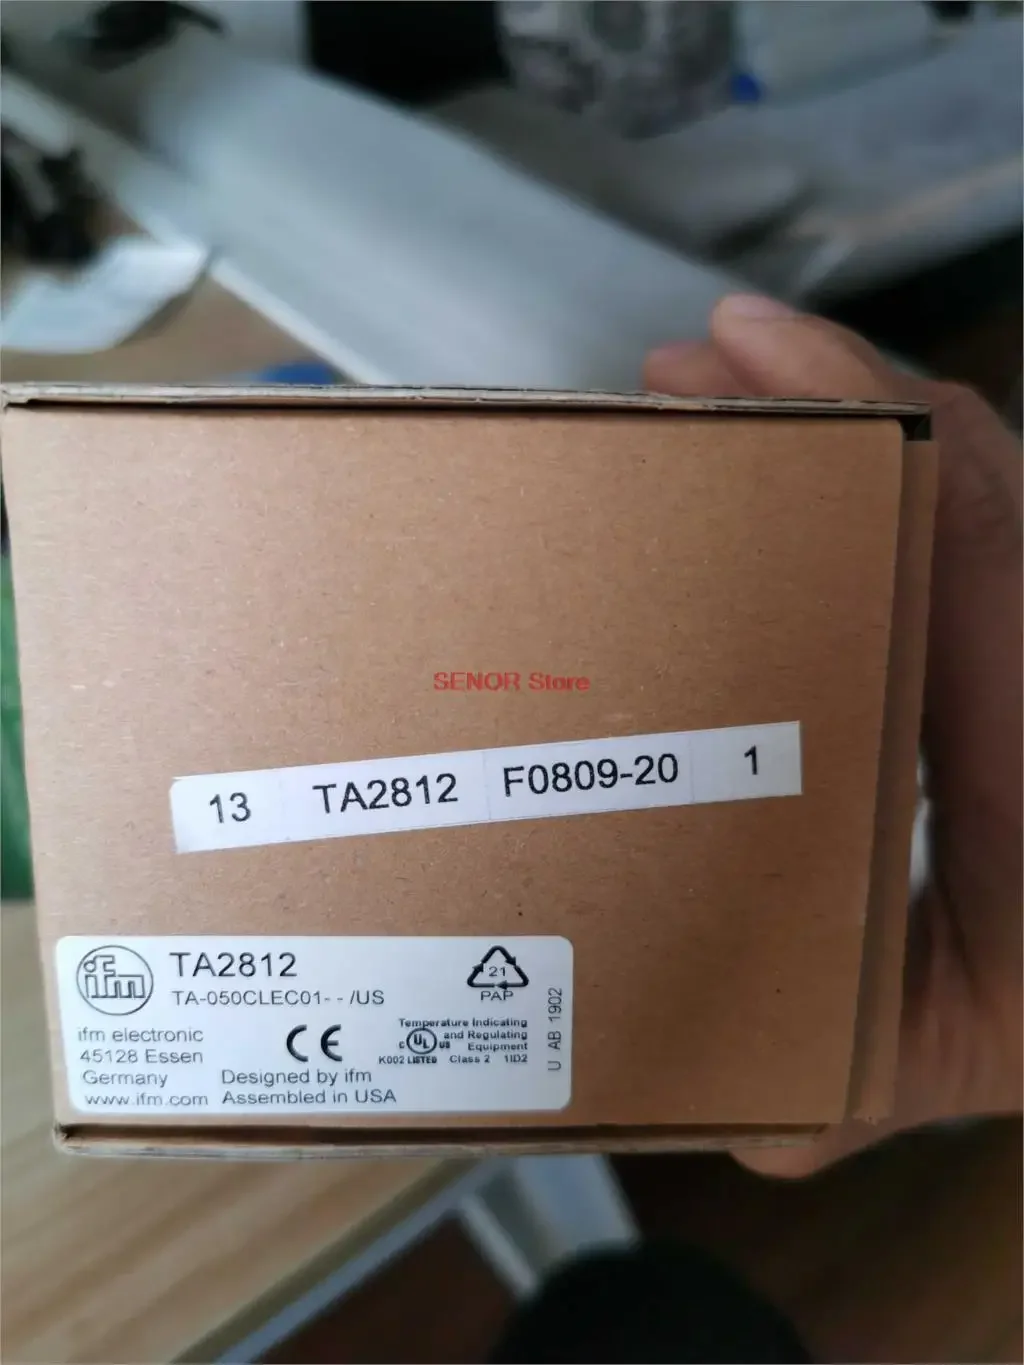 SENOR Store
13 TA2812 F0809-20 1
ifm
TA2812
TA-050CLEC01- - /US
21
PAP
ifm electronic
45128 Essen
Germany
www.ifm.com
CE
Designed by ifm
Assembled in USA
Temperature Indicating
and Regulating
Equipment
c UL US
K002 LISTED Class 2 1ID2
U AB 1902